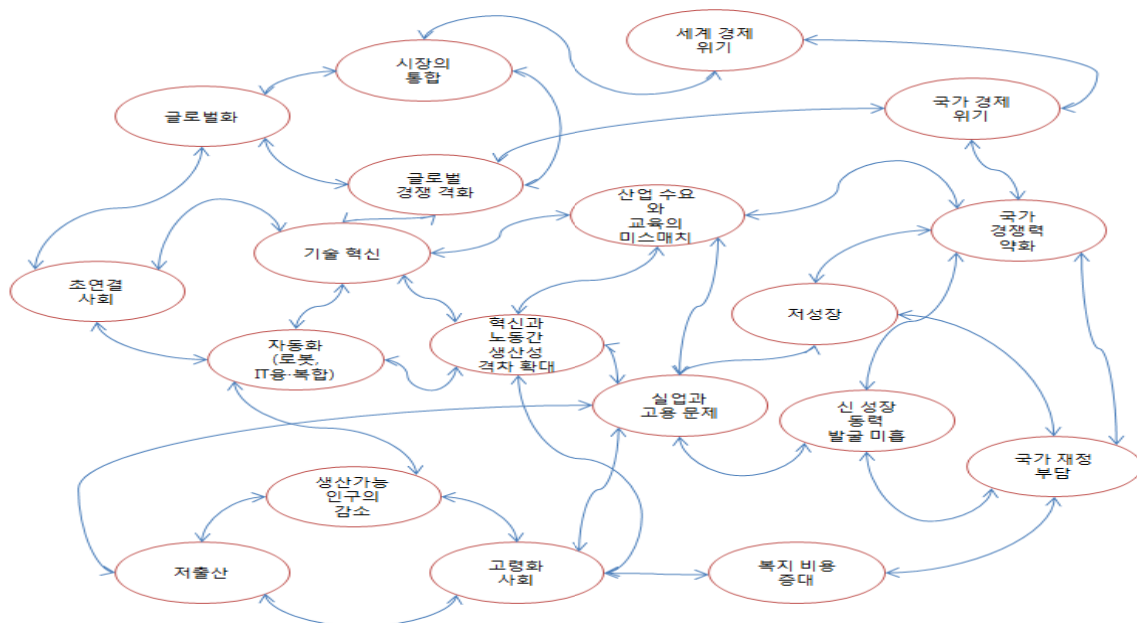 세계 경제
위기
시장의
통합
글로벌화
국가 경제
위기
글로벌
경쟁 격화
산업 수요
와
교육의
미스매치
국가
경쟁력
약화
기술 혁신
초연결
사회
저성장
혁신과
노동간
생산성
격차 확대
자동화
(로봇,
IT융·복합)
실업과
고용 문제
신 성장
동력
발굴 미흡
국가 재정
부담
생산가능
인구의
감소
저출산
고령화
사회
복지 비용
증대